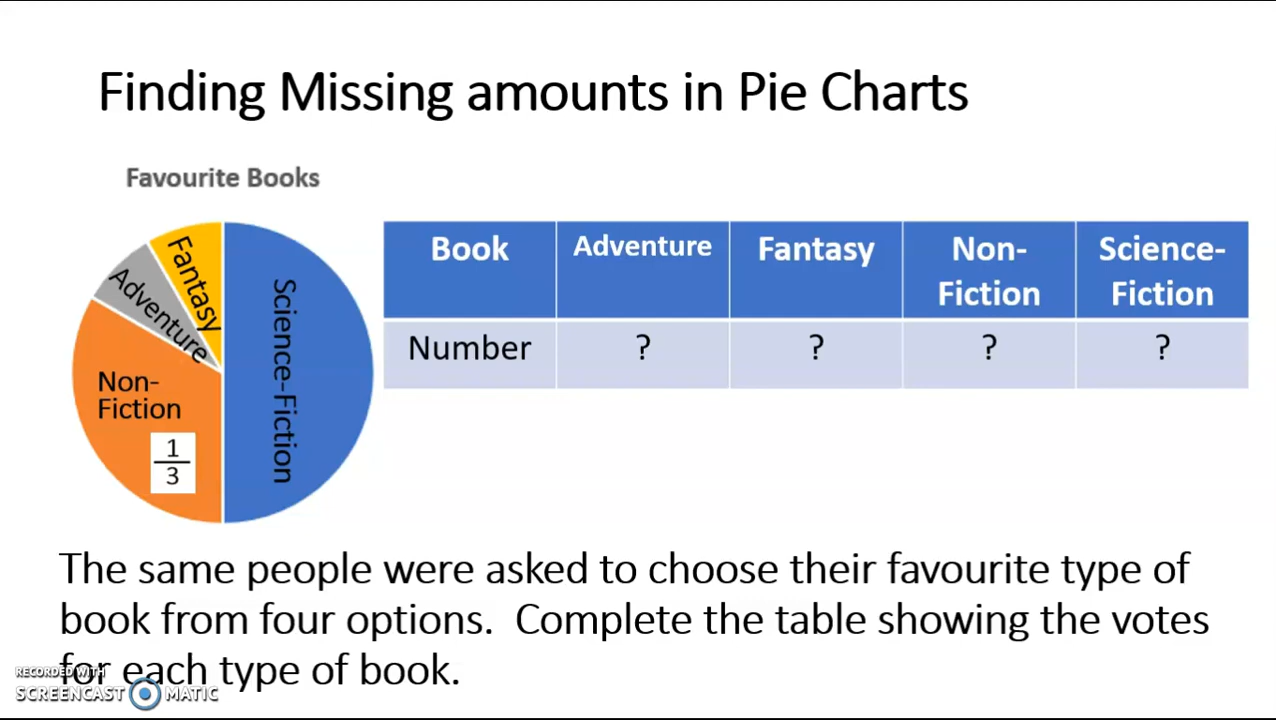 Finding Missing amounts in Pie Charts
Favourite Books
Fantasy
Adventure
Science-Fiction
Non-
Fiction
1
3
Book Adventure Fantasy Non-Fiction Science-Fiction
Number ? ? ? ?
The same people were asked to choose their favourite type of
book from four options. Complete the table showing the votes
for each type of book.
RECORDED WITH
SCREENCAST MATIC